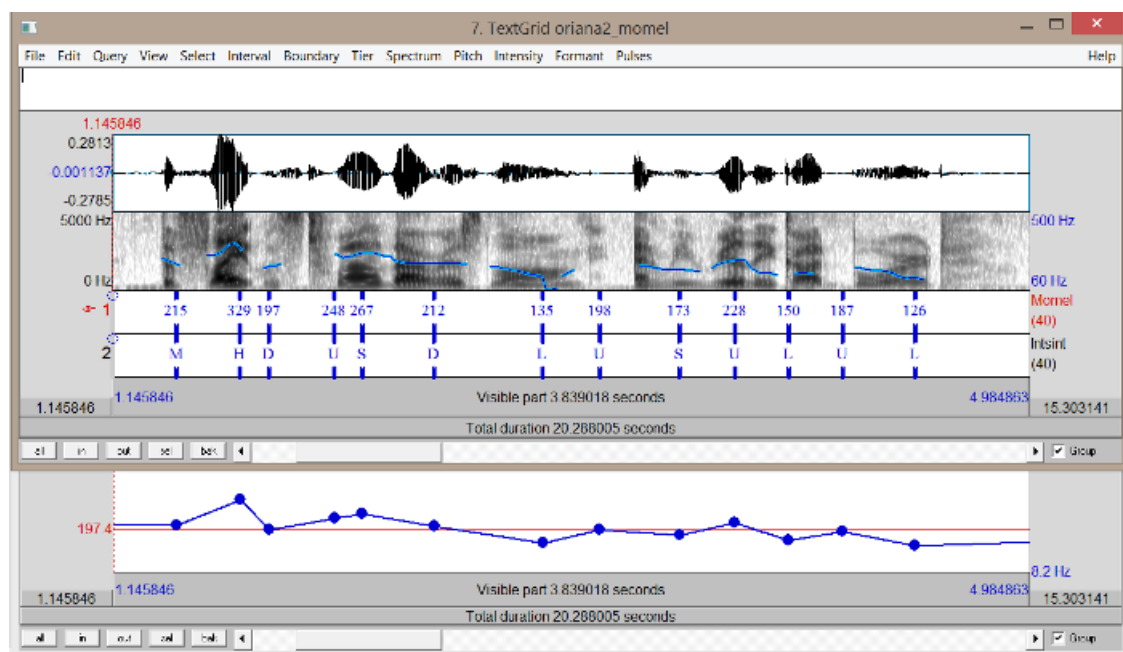 7. TextGrid oriana2_momel
File Edit Query View Select Interval Boundary Tier Spectrum Pitch Intensity Formant Pulses Help
1.145846
0.2813
-0.001137
-0.2785
5000 Hz 500 Hz
0 Hz 60 Hz
1 215 329 197 248 267 212 135 198 173 228 150 187 126 Momel
(40)
2 M H D U S D L U S U L U L Intsint
(40)
1.145846 1.145846 Visible part 3.839018 seconds 4.984863 15.303141
Total duration 20.288005 seconds
all in out sel bak Group
197.4
8.2 Hz
1.145846 1.145846 Visible part 3.839018 seconds 4.984863 15.303141
Total duration 20.288005 seconds
all in out sel bak Group